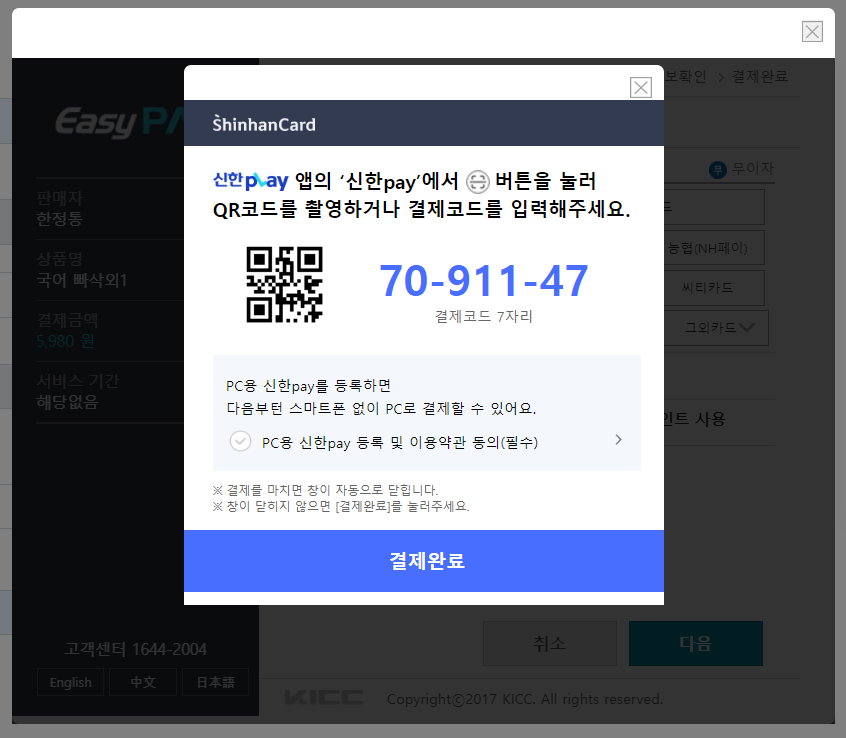 ShinhanCard
신한pLay 앱의 ‘신한pay’에서 버튼을 눌러
QR코드를 촬영하거나 결제코드를 입력해주세요.
70-911-47
결제코드 7자리
PC용 신한pay를 등록하면
다음부턴 스마트폰 없이 PC로 결제할 수 있어요.
PC용 신한pay 등록 및 이용약관 동의(필수)
※ 결제를 마치면 창이 자동으로 닫힙니다.
※ 창이 닫히지 않으면 [결제완료]를 눌러주세요.
결제완료
Easy
판매자
한정통
상품명
국어 빠삭외1
결제금액
5,980 원
서비스 기간
해당없음
고객센터 1644-2004
English 中文 日本語
보확인 > 결제완료
무 무이자
드
농협(NH페이)
씨티카드
그외카드
인트 사용
취소 다음
KICC Copyrightⓒ2017 KICC. All rights reserved.